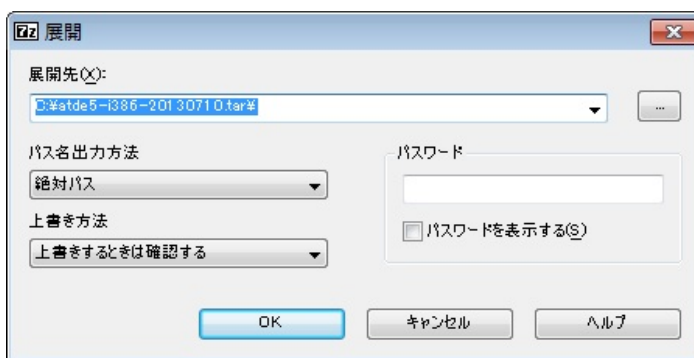 7z 展開
展開先(X):
C:¥atde5-i386-20130710.tar¥
...
パス名出力方法
絶対パス
上書き方法
上書きするときは確認する
パスワード
パスワードを表示する(S)
OK
キャンセル
ヘルプ